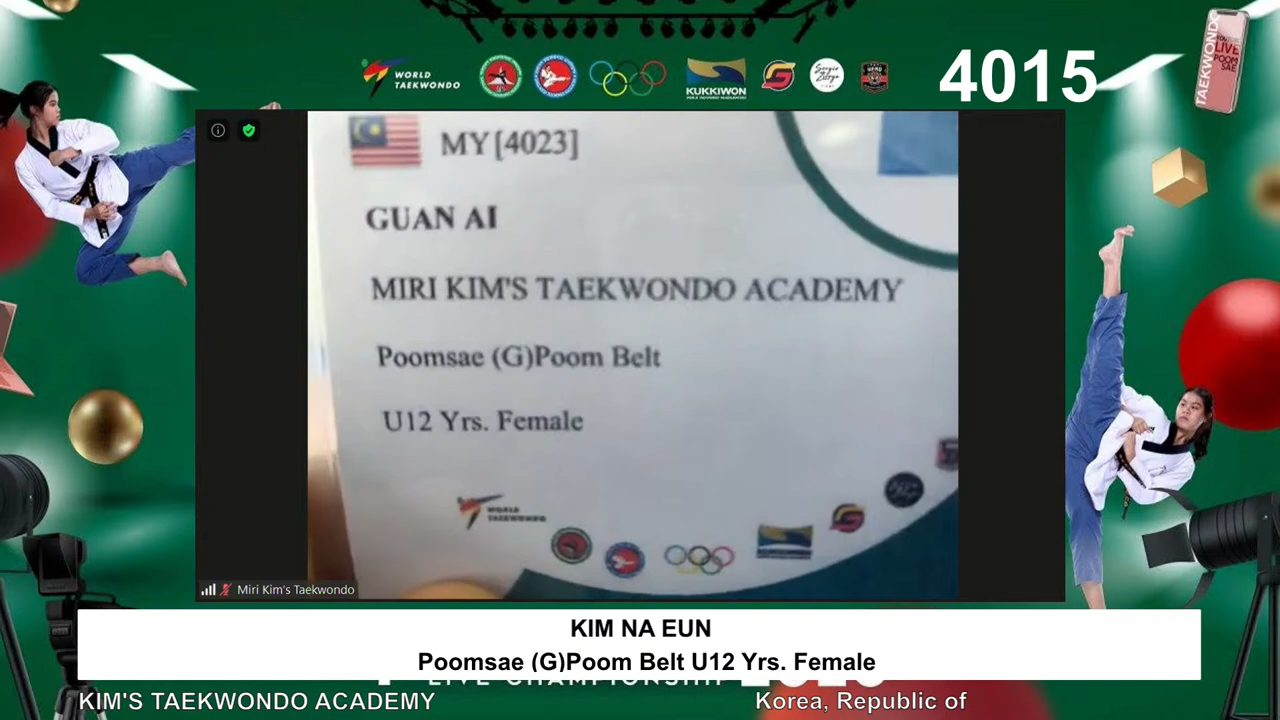 WORLD
TAEKWONDO
KUKKIWON
4015
TAEKWONDO
LIVE
POOM
SAE
MY[4023]
GUAN AI
MIRI KIM'S TAEKWONDO ACADEMY
Poomsae (G)Poom Belt
U12 Yrs. Female
WORLD
TAEKWONDO
Miri Kim's Taekwondo
KIM NA EUN
Poomsae (G)Poom Belt U12 Yrs. Female
LIVE CHAMPIONSHIP
KIM'S TAEKWONDO ACADEMY
Korea, Republic of